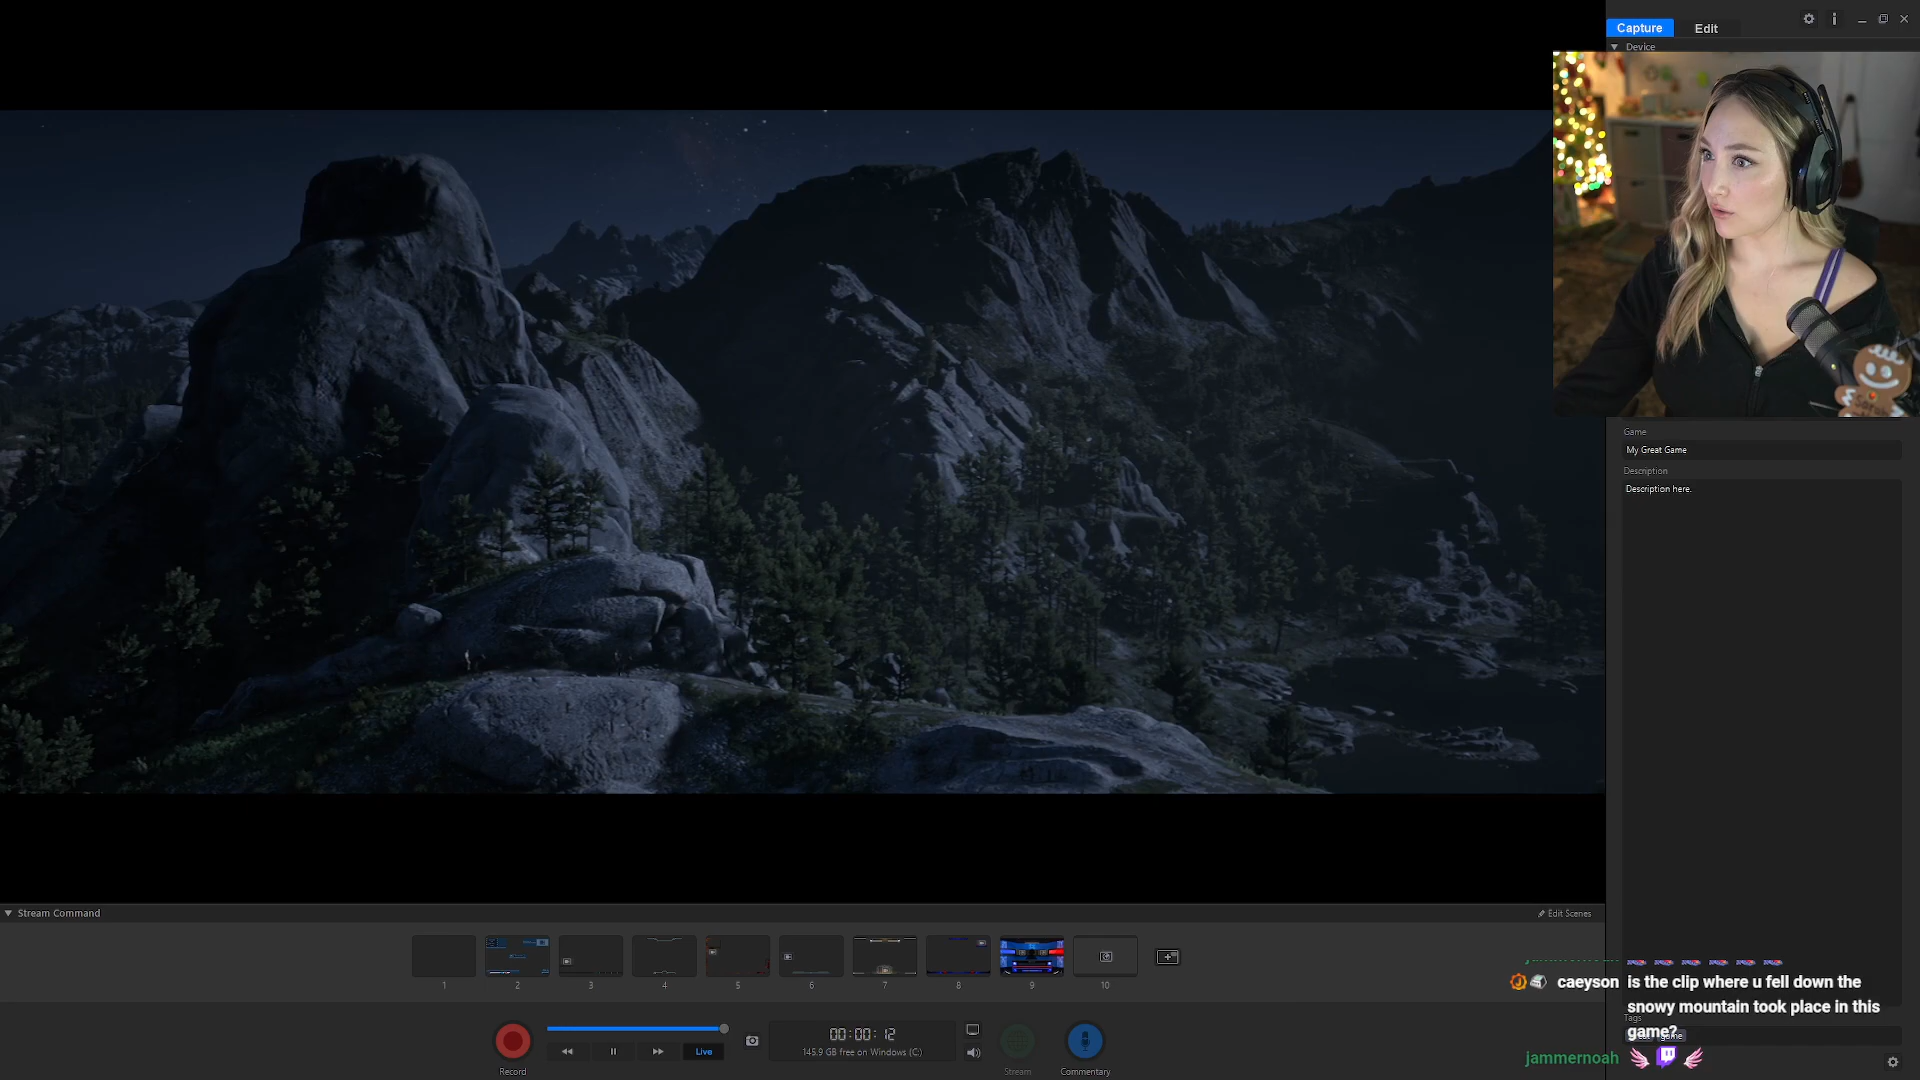 Capture
Edit
Device
Game
My Great Game
Description
Description here.
Stream Command
Edit Scenes
1
2
3
4
5
6
7
8
9
10
caeyson is the clip where u fell down the
snowy mountain took place in this
game?
Tags
jammernoah
00:00:12
145.9 GB free on Windows (C)
Live
Record
Stream
Commentary